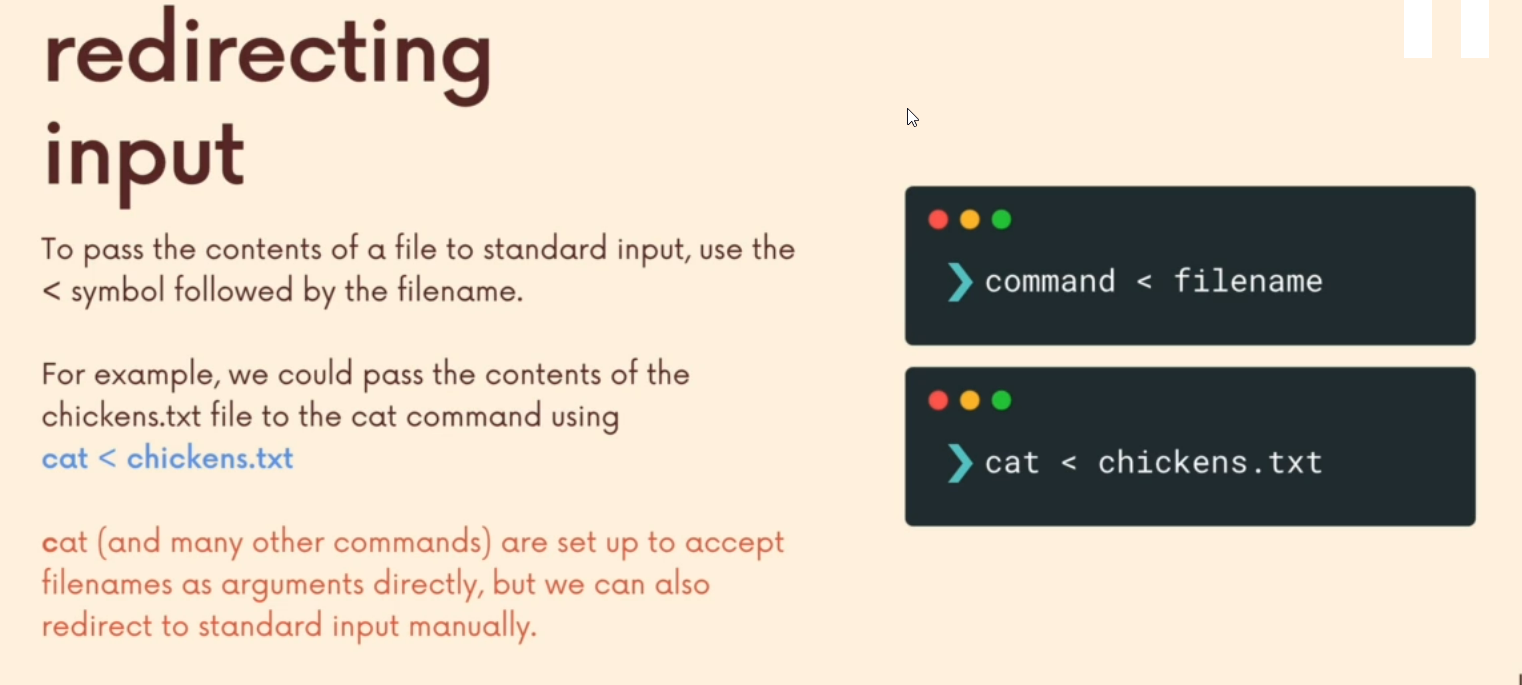 redirecting
input
To pass the contents of a file to standard input, use the
< symbol followed by the filename.
For example, we could pass the contents of the
chickens.txt file to the cat command using
cat < chickens.txt
cat (and many other commands) are set up to accept
filenames as arguments directly, but we can also
redirect to standard input manually.
❯ command < filename
❯ cat < chickens.txt